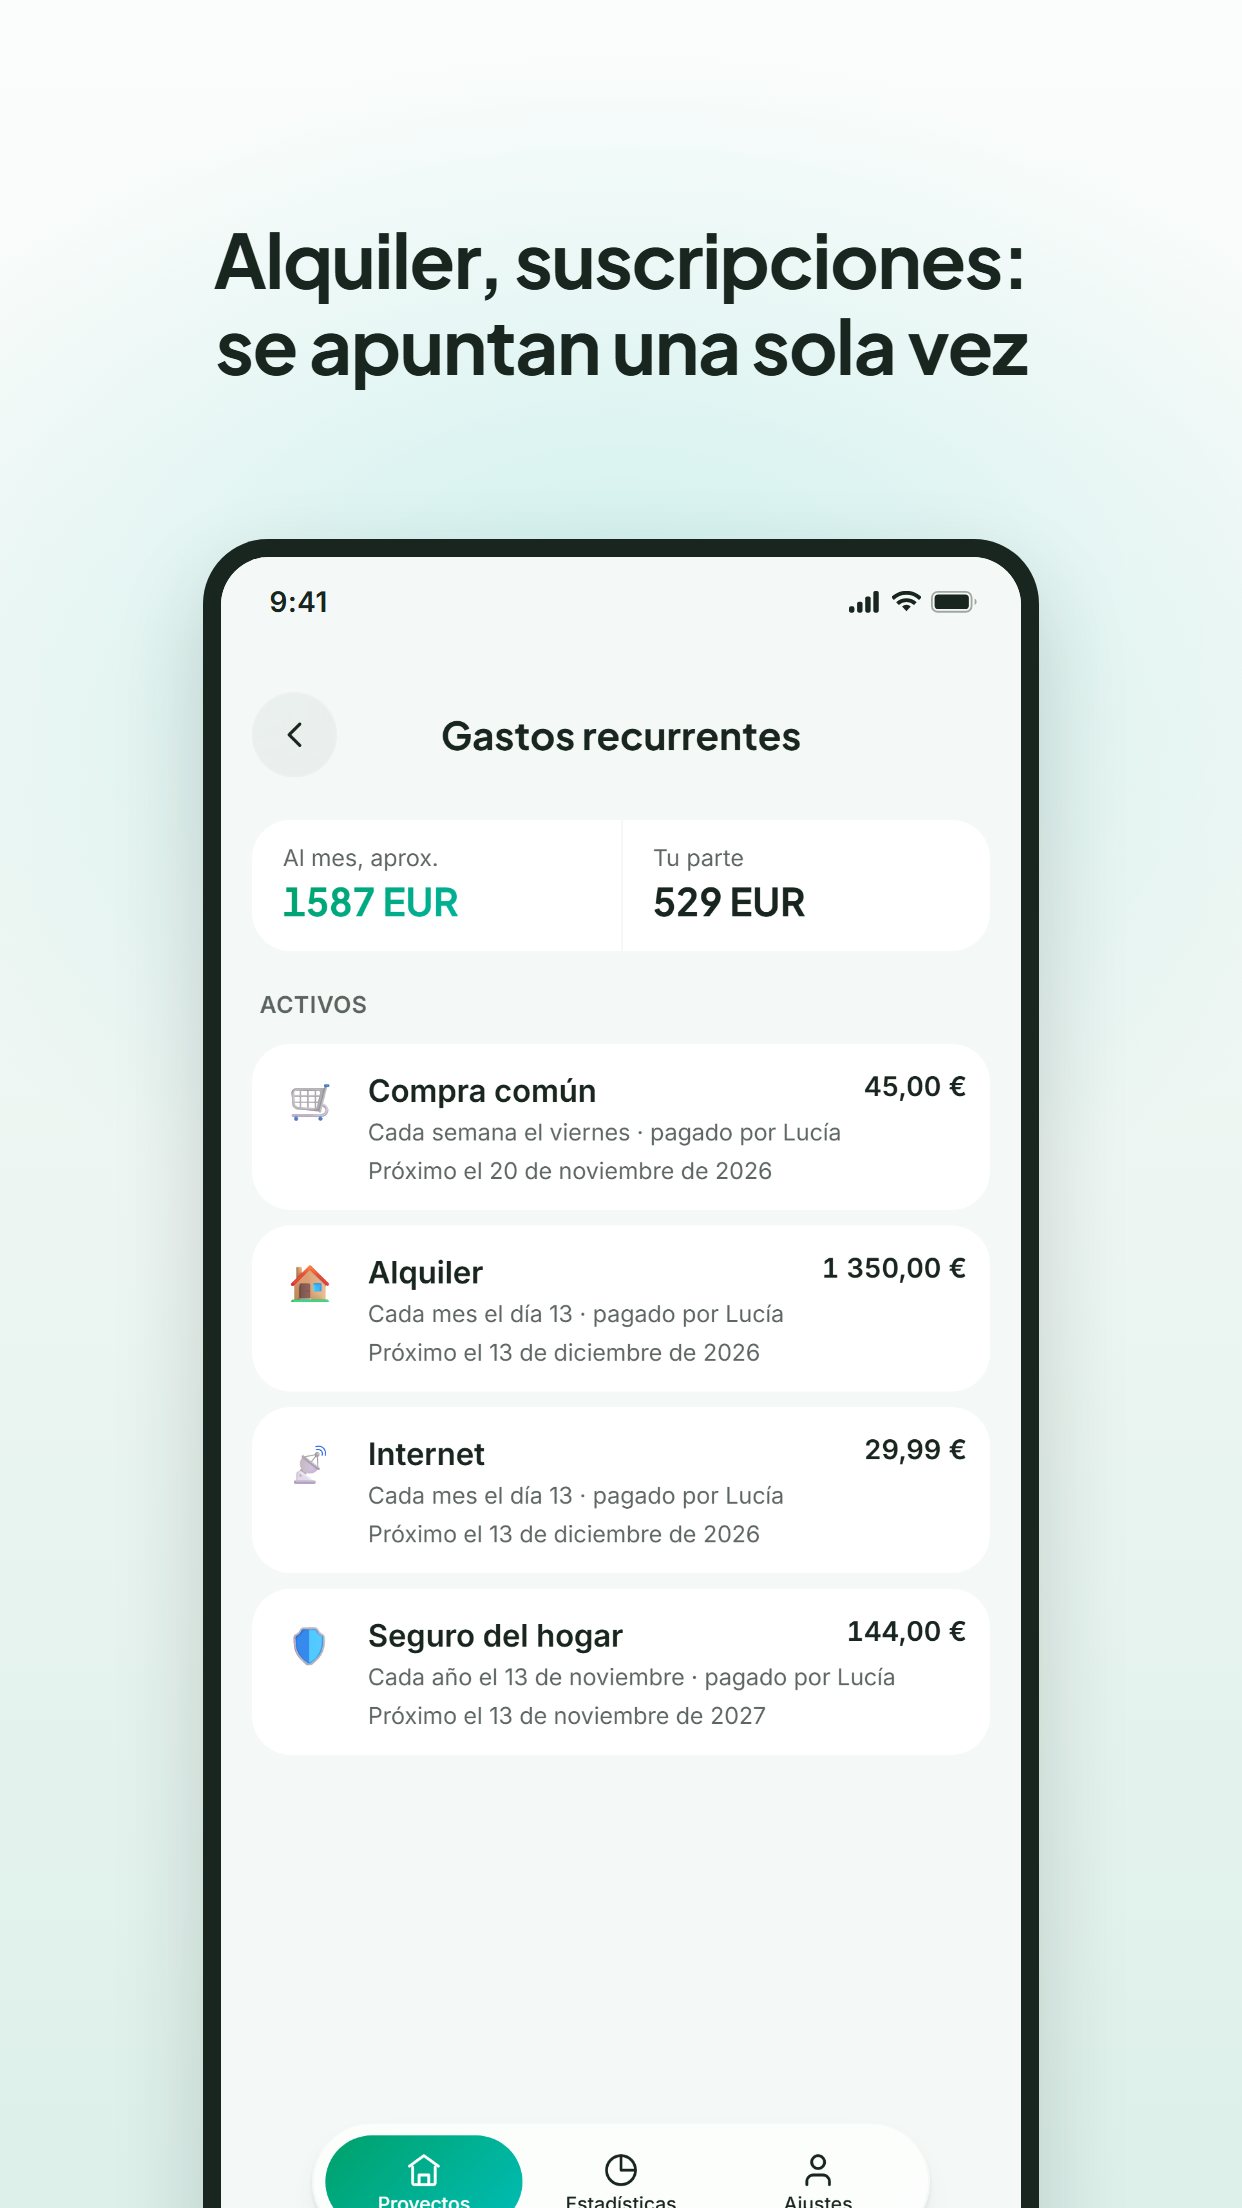 Alquiler, suscripciones:
se apuntan una sola vez
9:41
Gastos recurrentes
Al mes, aprox.
1587 EUR
Tu parte
529 EUR
ACTIVOS
Compra común
45,00 €
Cada semana el viernes · pagado por Lucía
Próximo el 20 de noviembre de 2026
Alquiler
1 350,00 €
Cada mes el día 13 · pagado por Lucía
Próximo el 13 de diciembre de 2026
Internet
29,99 €
Cada mes el día 13 · pagado por Lucía
Próximo el 13 de diciembre de 2026
Seguro del hogar
144,00 €
Cada año el 13 de noviembre · pagado por Lucía
Próximo el 13 de noviembre de 2027
Proyectos
Estadísticas
Ajustes